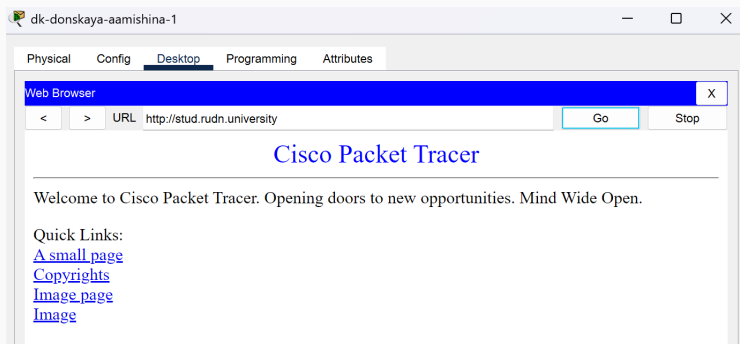 dk-donskaya-aamishina-1
Physical Config Desktop Programming Attributes
Web Browser X
< > URL http://stud.rudn.university Go Stop
Cisco Packet Tracer
Welcome to Cisco Packet Tracer. Opening doors to new opportunities. Mind Wide Open.
Quick Links:
A small page
Copyrights
Image page
Image